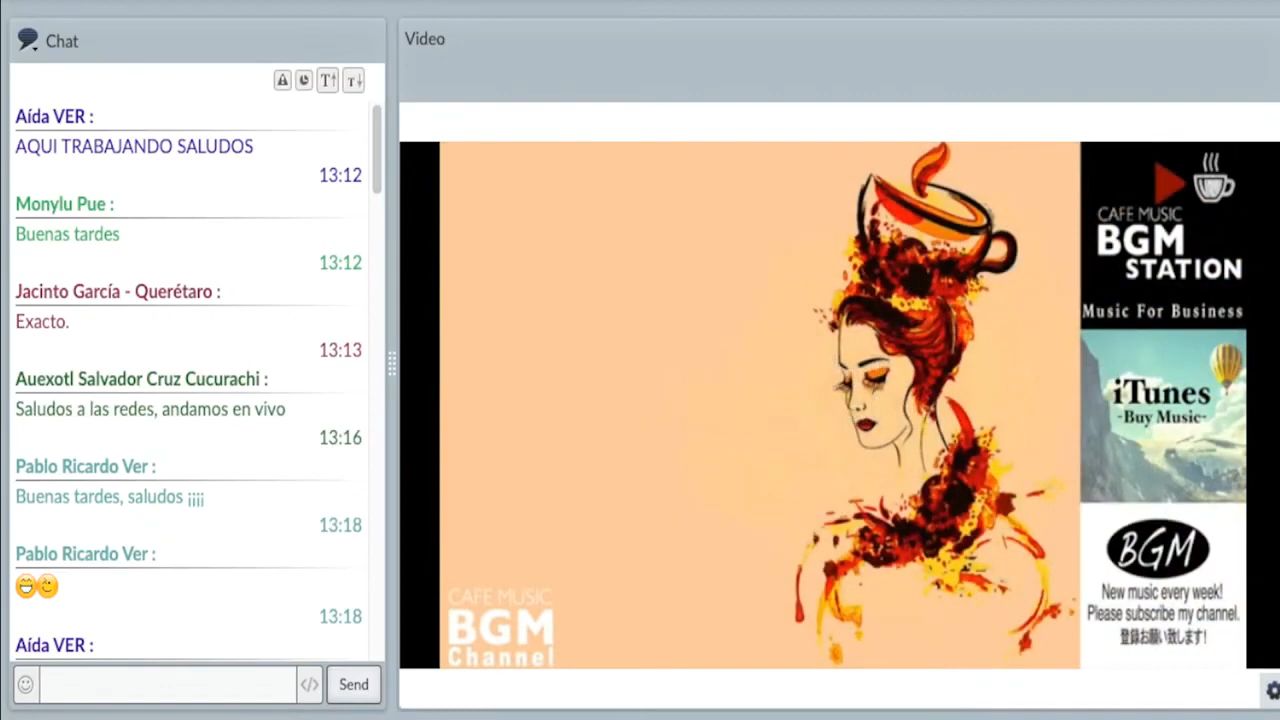 Chat
Aída VER :
AQUI TRABAJANDO SALUDOS
13:12
Monylu Pue :
Buenas tardes
13:12
Jacinto García - Querétaro :
Exacto.
13:13
Auexotl Salvador Cruz Cucurachi :
Saludos a las redes, andamos en vivo
13:16
Pablo Ricardo Ver :
Buenas tardes, saludos ¡¡¡¡
13:18
Pablo Ricardo Ver :
13:18
Aída VER :
Send
Video
CAFE MUSIC
BGM
Channel
CAFE MUSIC
BGM
STATION
Music For Business
iTunes
-Buy Music-
BGM
New music every week!
Please subscribe my channel.
登録お願い致します!